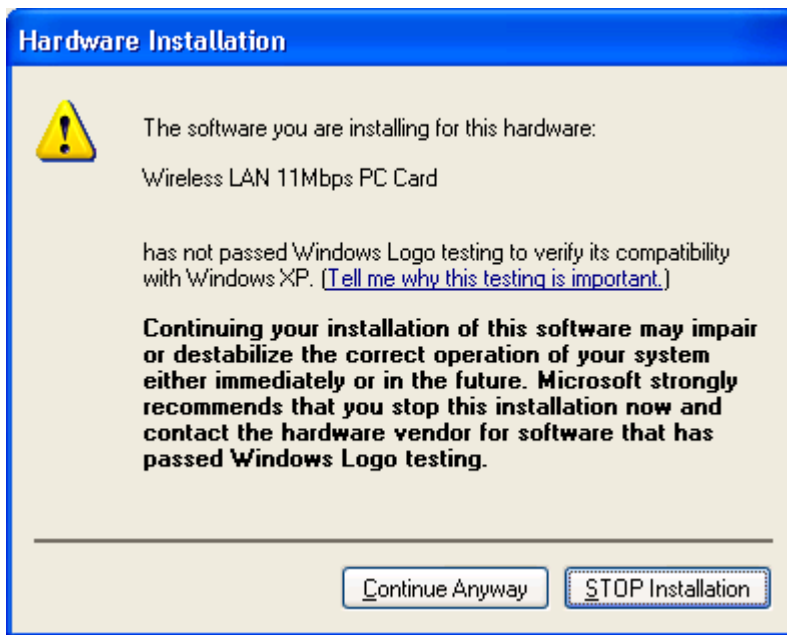 Hardware Installation
The software you are installing for this hardware:
Wireless LAN 11Mbps PC Card
has not passed Windows Logo testing to verify its compatibility
with Windows XP. (Tell me why this testing is important.)
Continuing your installation of this software may impair
or destabilize the correct operation of your system
either immediately or in the future. Microsoft strongly
recommends that you stop this installation now and
contact the hardware vendor for software that has
passed Windows Logo testing.
Continue Anyway
STOP Installation